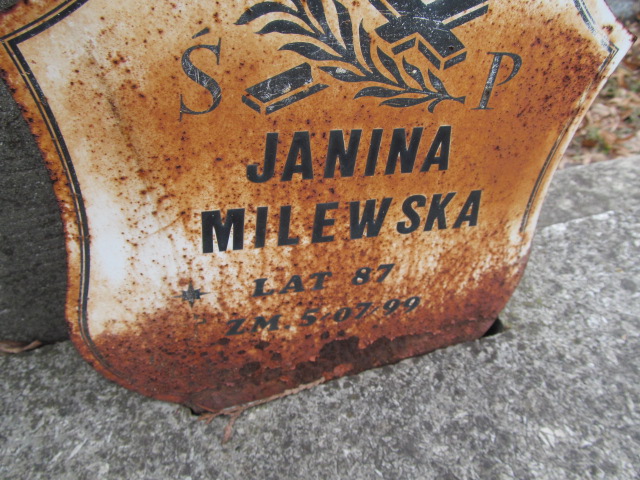 Ś P
JANINA
MILEWSKA
LAT 87
ZM. 5.07.99